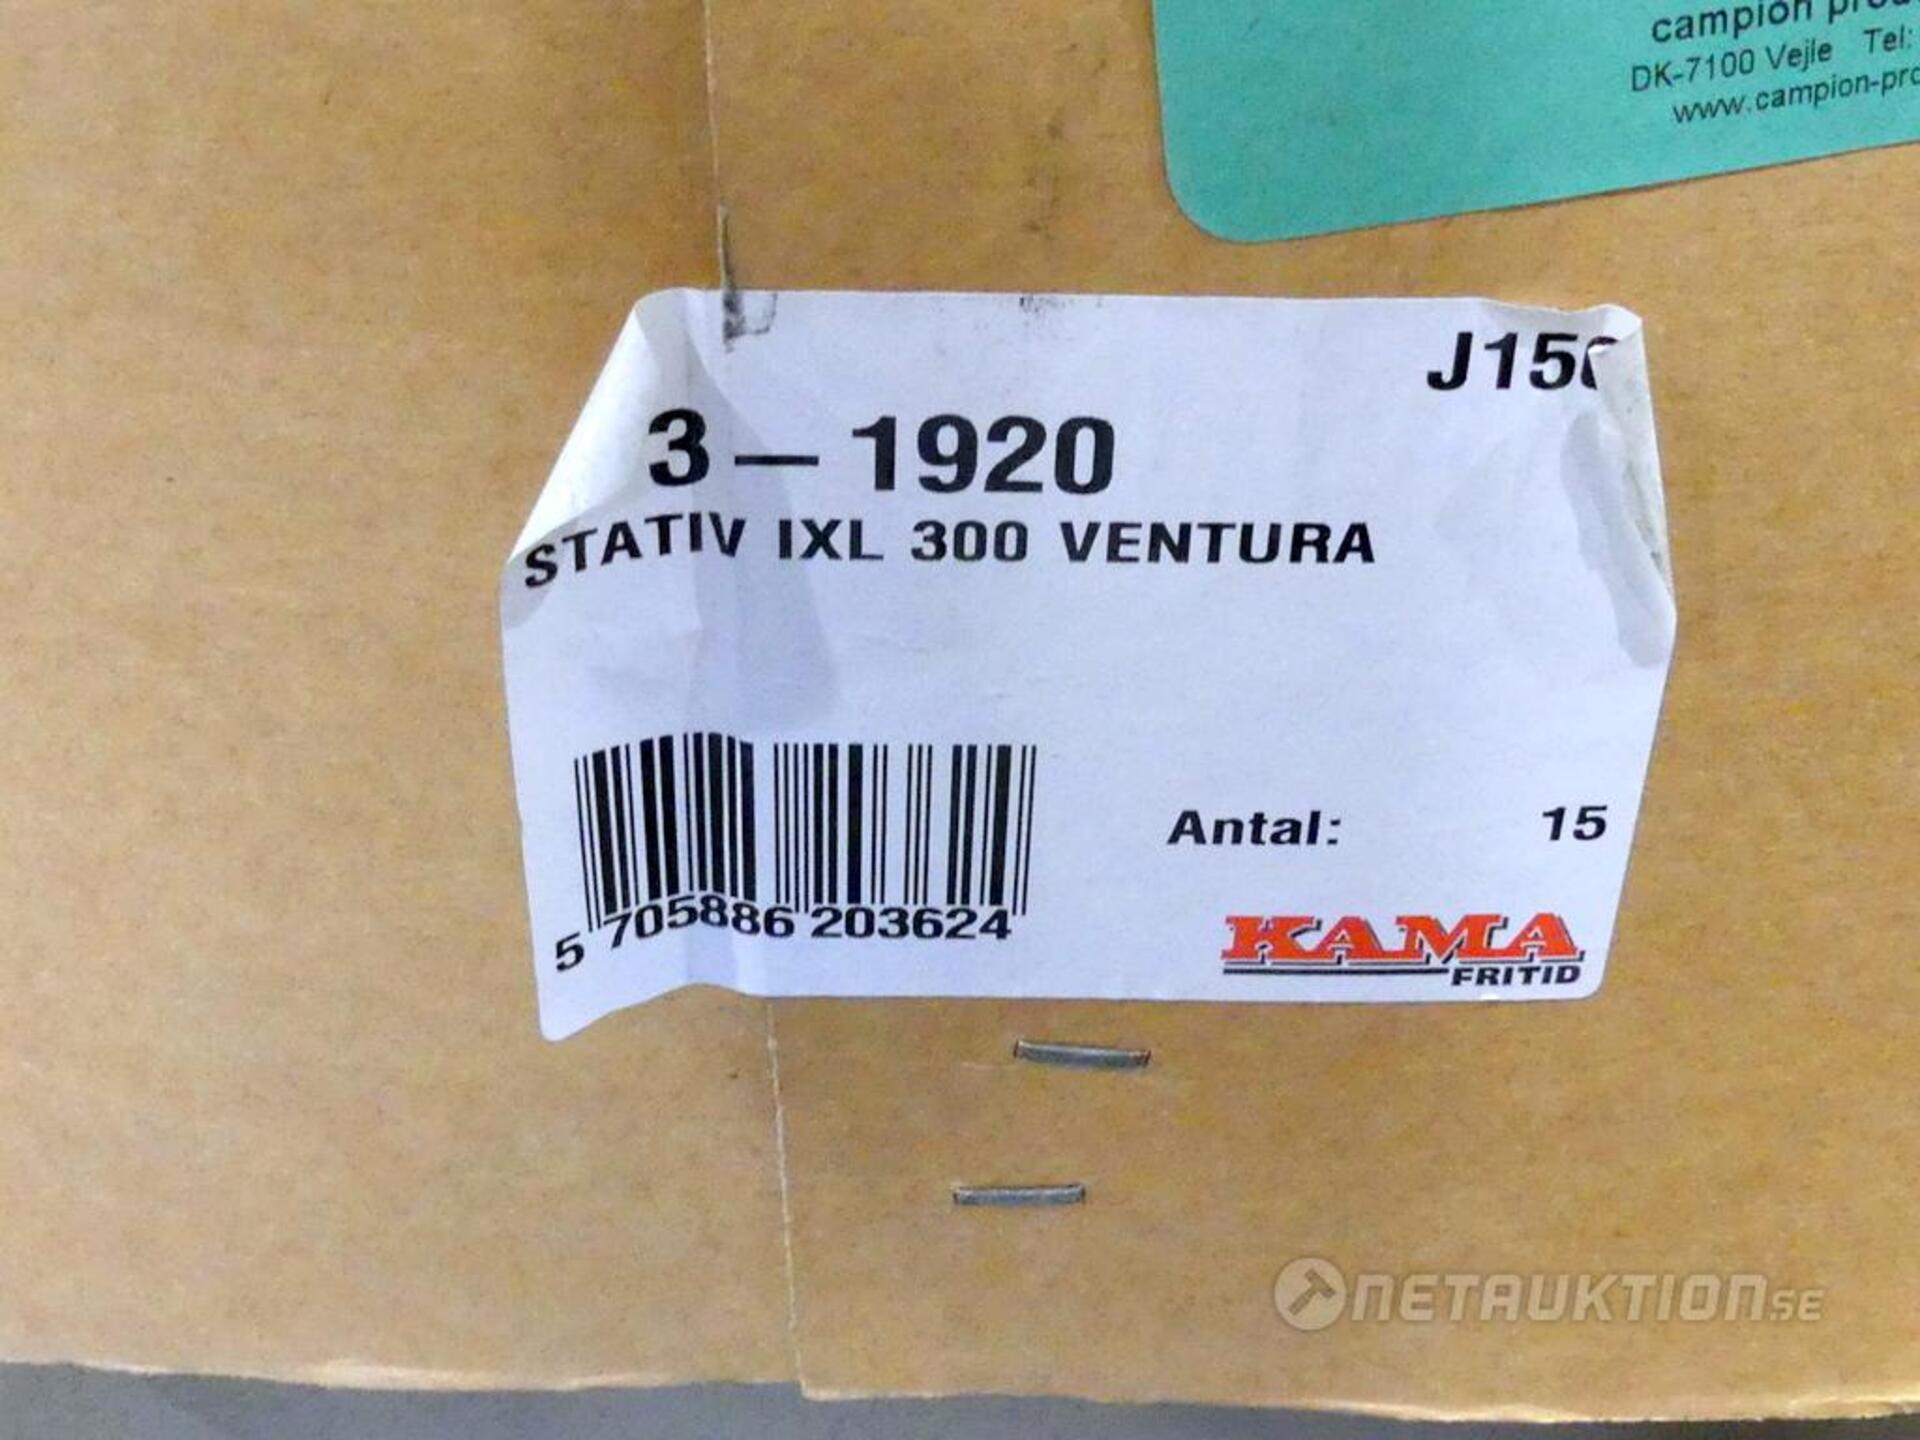 campion
DK-7100 Vejle Tel:
www.campion-pro
J15
3—1920
STATIV IXL 300 VENTURA
Antal: 15
5 705886 203624
KAMA
FRITID
NETAUKTION.SE